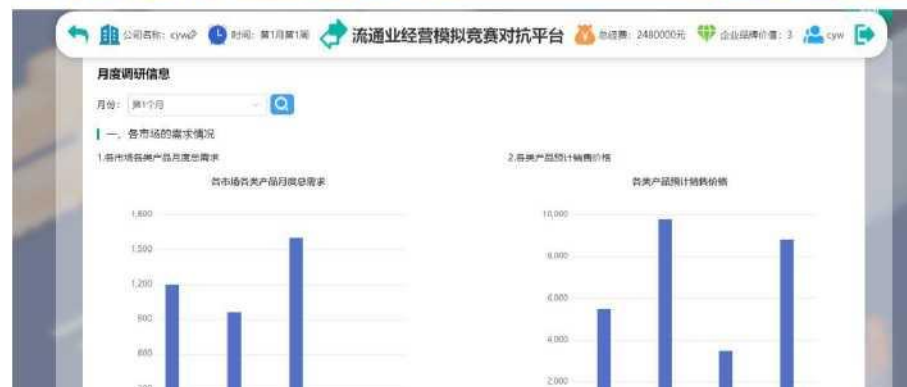 公司名称: cyw 时间: 第1月第1周 流通业经营模拟竞赛对抗平台 总经费: 2480000元 企业品牌价值: 3 cyw
月度调研信息
月份: 第1个月
一、各市场的需求情况
1.各市场各类产品月度总需求
2.各类产品预计销售价格
各市场各类产品月度总需求
各类产品预计销售价格
1,500
1,200
600
10,000
8,000
6,000
4,000
2,000